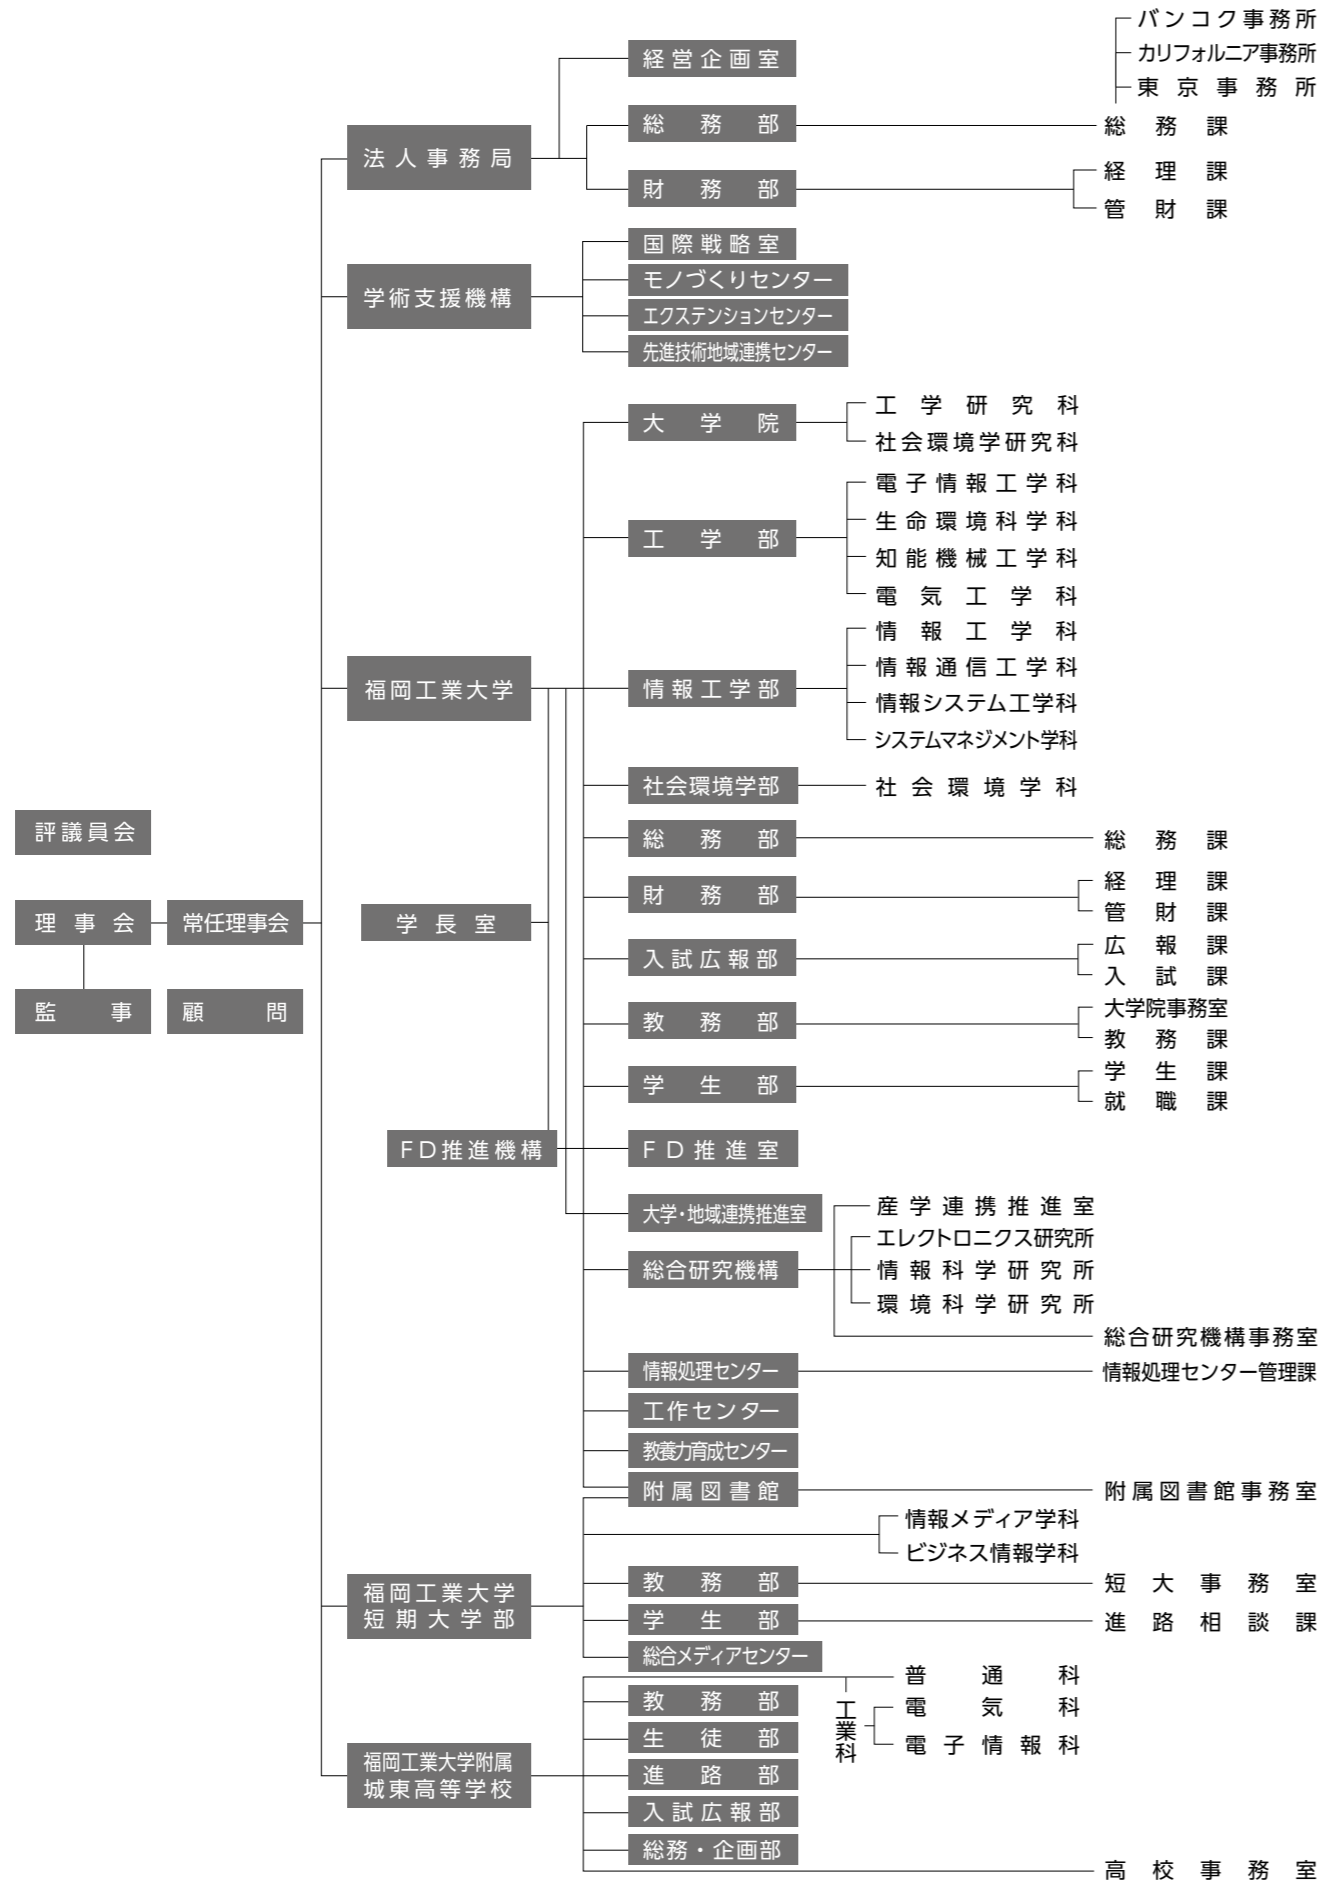 バンコク事務所
カリフォルニア事務所
東京事務所
経営企画室
総務部
総務課
法人事務局
財務部
経理課
管財課
学術支援機構
国際戦略室
モノづくりセンター
エクステンションセンター
先進技術地域連携センター
大学院
工学研究科
社会環境学研究科
工学部
電子情報工学科
生命環境科学科
知能機械工学科
電気工学科
福岡工業大学
情報工学部
情報工学科
情報通信工学科
情報システム工学科
システムマネジメント学科
社会環境学部
社会環境学科
評議員会
総務部
総務課
理事会
常任理事会
学長室
財務部
経理課
管財課
入試広報部
広報課
入試課
監事
顧問
教務部
大学院事務室
教務課
学生部
学生課
就職課
FD推進機構
FD推進室
大学・地域連携推進室
産学連携推進室
エレクトロニクス研究所
総合研究機構
情報科学研究所
環境科学研究所
総合研究機構事務室
情報処理センター
情報処理センター管理課
工作センター
教養力育成センター
附属図書館
附属図書館事務室
情報メディア学科
ビジネス情報学科
福岡工業大学
短期大学部
教務部
短大事務室
学生部
進路相談課
総合メディアセンター
普通科
工業科
電気科
電子情報科
福岡工業大学附属
城東高等学校
教務部
生徒部
進路部
入試広報部
総務・企画部
高校事務室